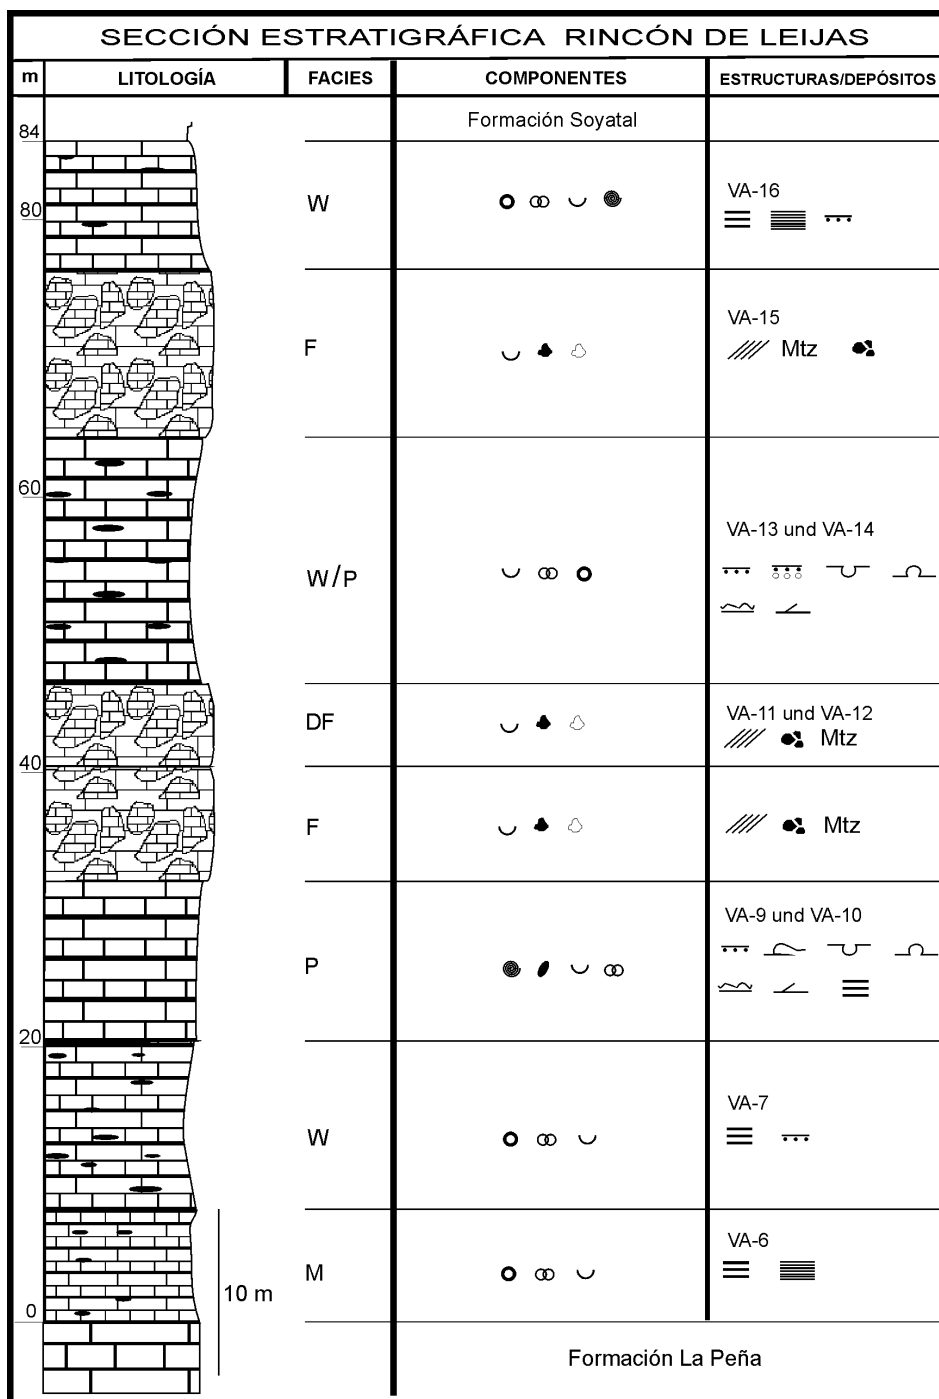 SECCIÓN ESTRATIGRÁFICA RINCÓN DE LEIJAS
m LITOLOGÍA FACIES COMPONENTES ESTRUCTURAS/DEPÓSITOS
Formación Soyatal
84
W VA-16
80
F VA-15
Mtz
60
W/P VA-13 und VA-14
DF VA-11 und VA-12
Mtz
40
F Mtz
P VA-9 und VA-10
20
W VA-7
M VA-6
10 m
0
Formación La Peña